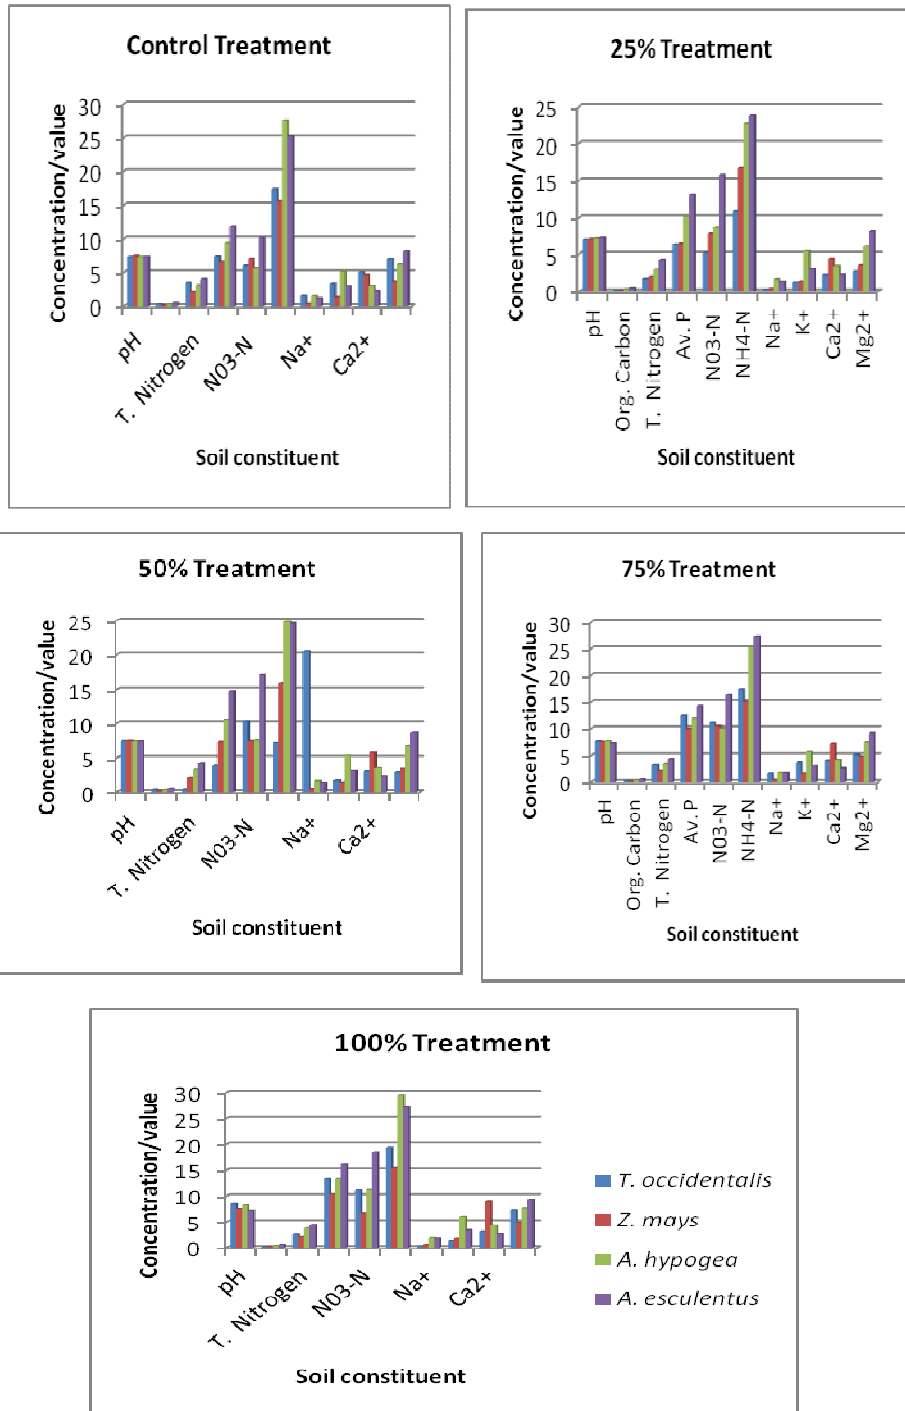 Control Treatment
Concentration/value
30
25
20
15
10
5
0
pH
T. Nitrogen
N03-N
Na+
Ca2+
Soil constituent
25% Treatment
Concentration/value
25
20
15
10
5
0
pH
Org. Carbon
T. Nitrogen
Av. P
N03-N
NH4-N
Na+
K+
Ca2+
Mg2+
Soil constituent
50% Treatment
Concentration/value
25
20
15
10
5
0
pH
T. Nitrogen
N03-N
Na+
Ca2+
Soil constituent
75% Treatment
Concentration/value
30
25
20
15
10
5
0
pH
Org. Carbon
T. Nitrogen
Av. P
N03-N
NH4-N
Na+
K+
Ca2+
Mg2+
Soil constituent
100% Treatment
Concentration/value
30
25
20
15
10
5
0
pH
T. Nitrogen
N03-N
Na+
Ca2+
Soil constituent
T. occidentalis
Z. mays
A. hypogea
A. esculentus